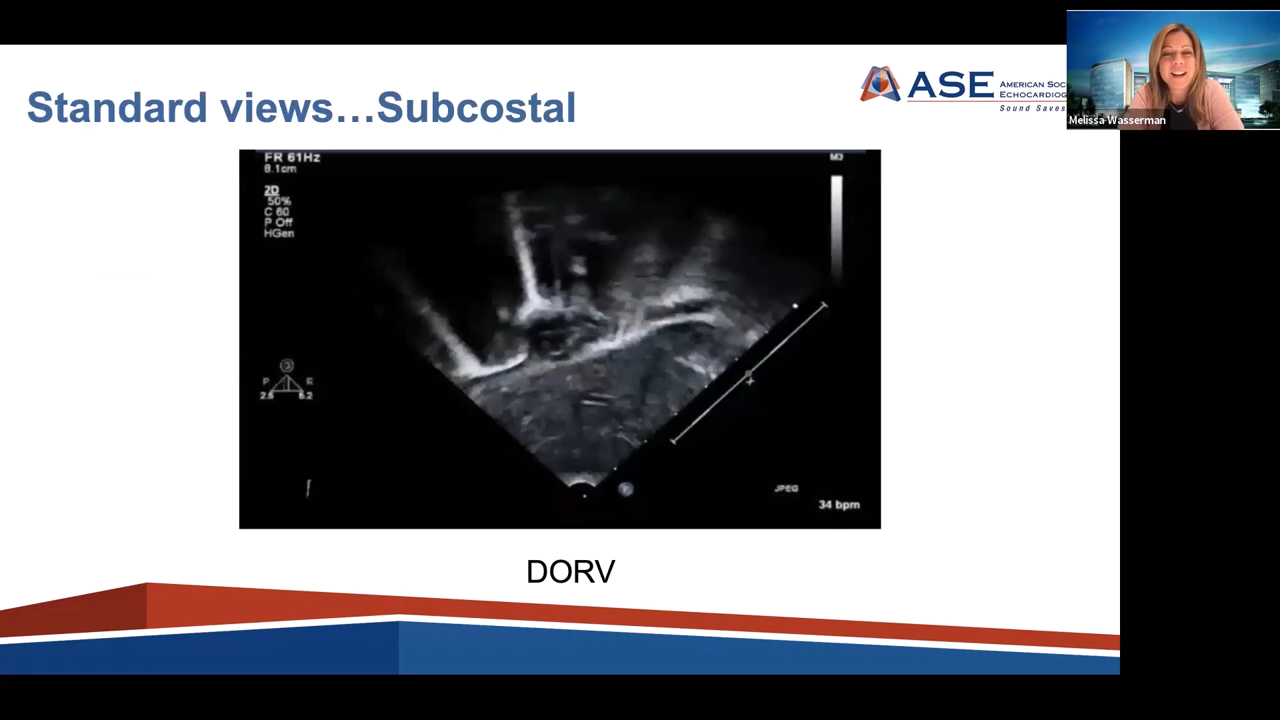 Standard views…Subcostal
ASE
AMERICAN SOC
ECHOCARDIOG
Sound Saves
Melissa Wasserman
FR 61Hz
8.1cm
M3
2D
50%
C 60
P Off
HGen
P R
JPEG
34 bpm
DORV